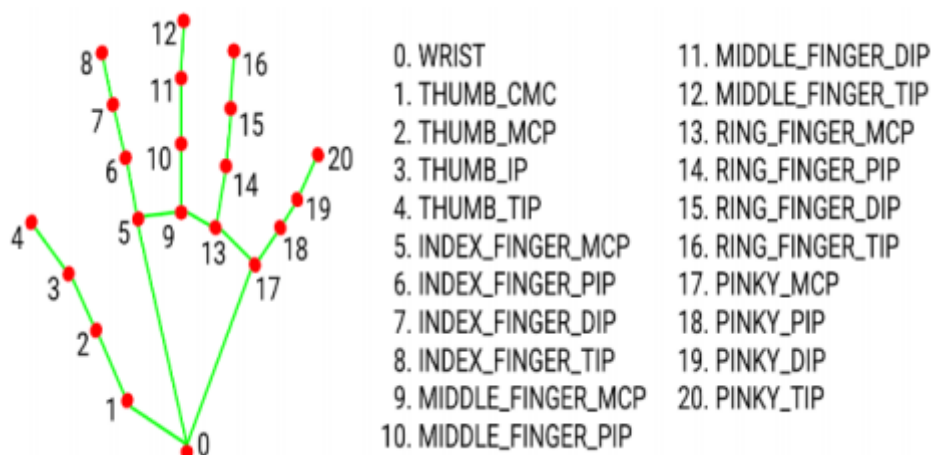 12
8
16
11
7
15
10
6
20
14
19
4
5
9
13
18
3
17
2
1
0
0. WRIST
1. THUMB_CMC
2. THUMB_MCP
3. THUMB_IP
4. THUMB_TIP
5. INDEX_FINGER_MCP
6. INDEX_FINGER_PIP
7. INDEX_FINGER_DIP
8. INDEX_FINGER_TIP
9. MIDDLE_FINGER_MCP
10. MIDDLE_FINGER_PIP
11. MIDDLE_FINGER_DIP
12. MIDDLE_FINGER_TIP
13. RING_FINGER_MCP
14. RING_FINGER_PIP
15. RING_FINGER_DIP
16. RING_FINGER_TIP
17. PINKY_MCP
18. PINKY_PIP
19. PINKY_DIP
20. PINKY_TIP